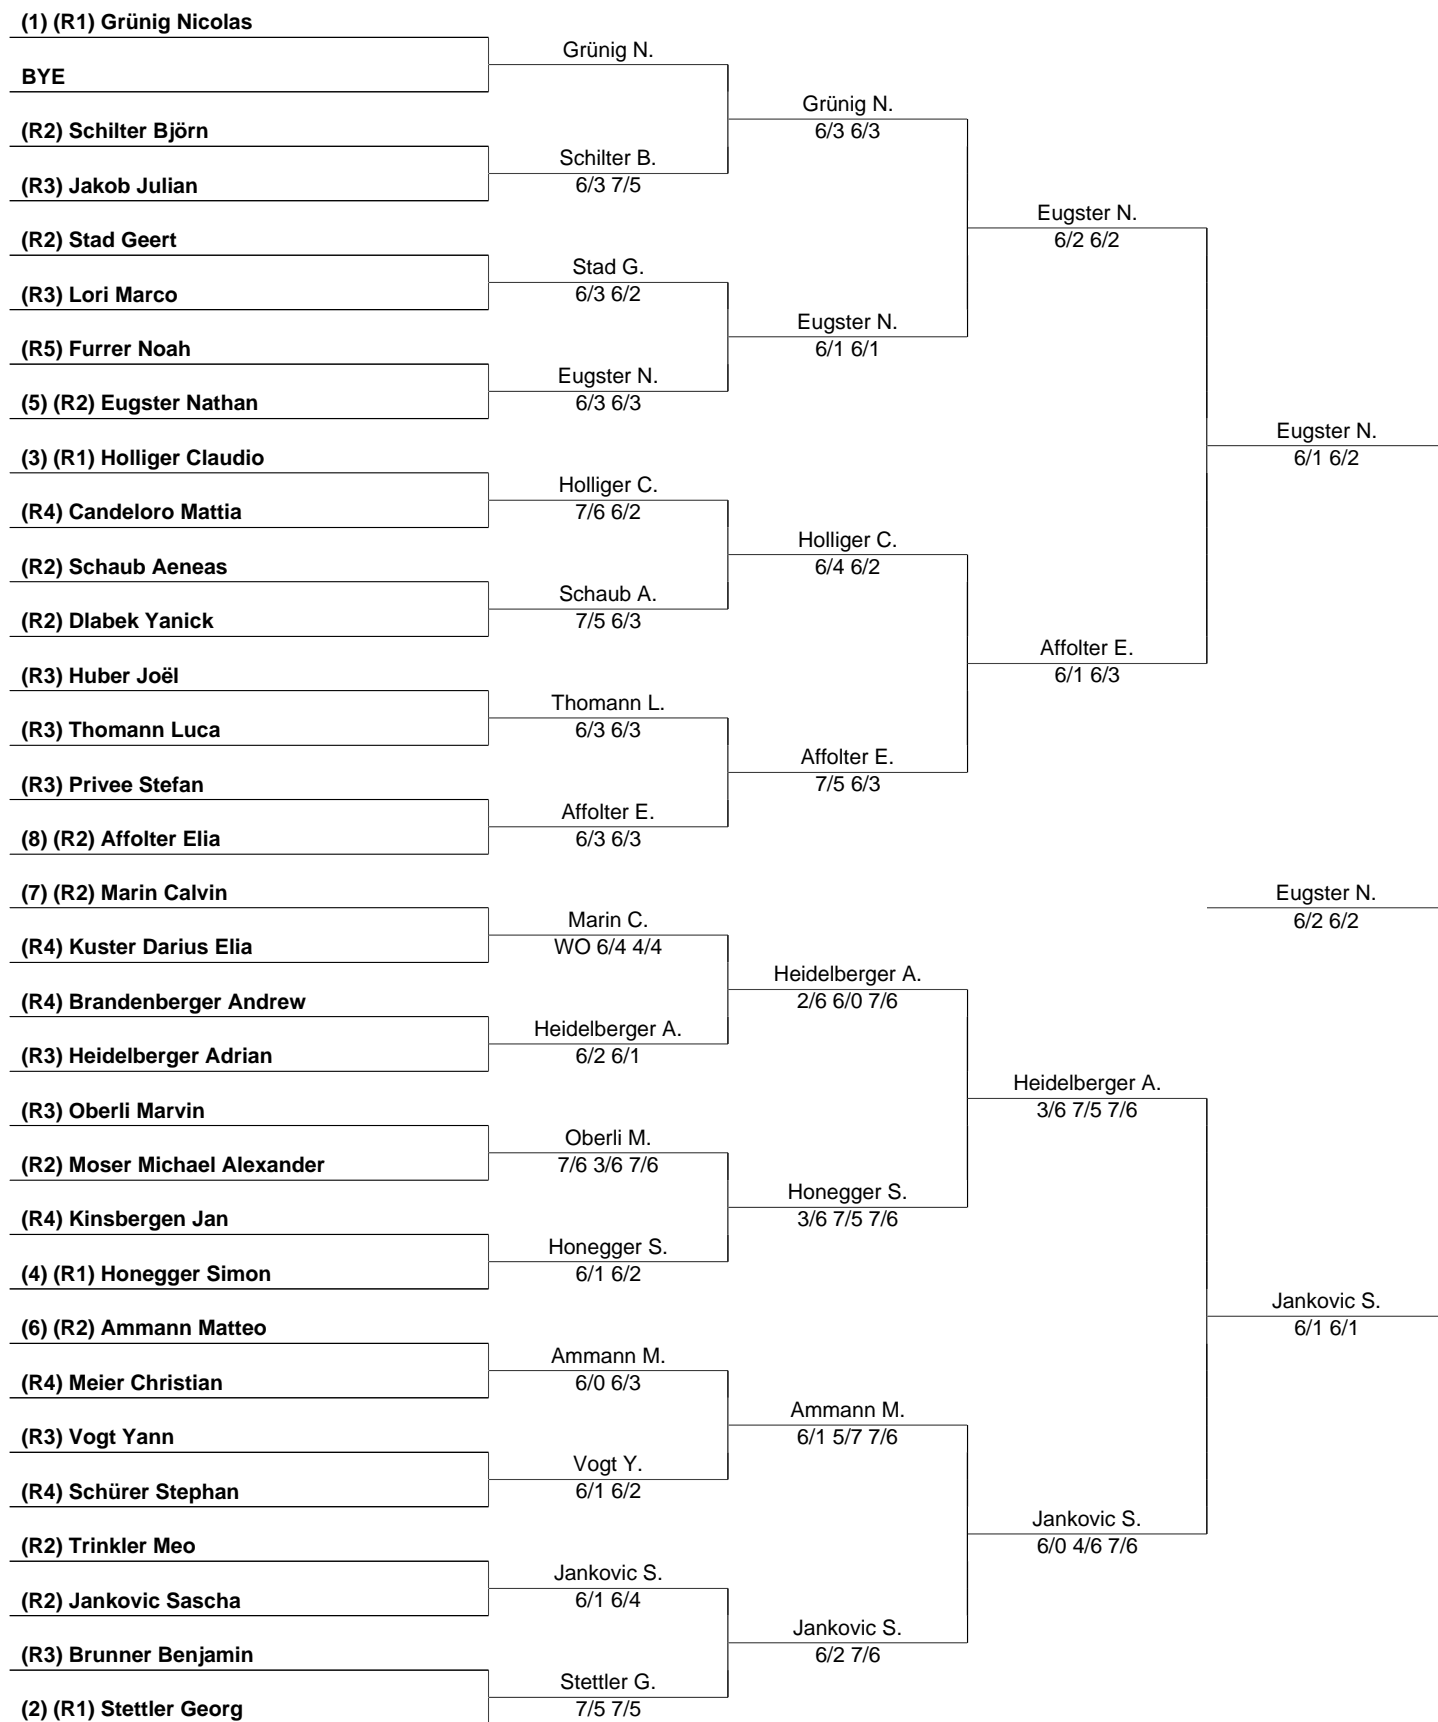 (1) (R1) Grünig Nicolas
BYE
(R2) Schilter Björn
(R3) Jakob Julian
(R2) Stad Geert
(R3) Lori Marco
(R5) Furrer Noah
(5) (R2) Eugster Nathan
(3) (R1) Holliger Claudio
(R4) Candeloro Mattia
(R2) Schaub Aeneas
(R2) Dlabek Yanick
(R3) Huber Joël
(R3) Thomann Luca
(R3) Privee Stefan
(8) (R2) Affolter Elia
(7) (R2) Marin Calvin
(R4) Kuster Darius Elia
(R4) Brandenberger Andrew
(R3) Heidelberger Adrian
(R3) Oberli Marvin
(R2) Moser Michael Alexander
(R4) Kinsbergen Jan
(4) (R1) Honegger Simon
(6) (R2) Ammann Matteo
(R4) Meier Christian
(R3) Vogt Yann
(R4) Schürer Stephan
(R2) Trinkler Meo
(R2) Jankovic Sascha
(R3) Brunner Benjamin
(2) (R1) Stettler Georg
Grünig N.
Schilter B.
6/3 7/5
Stad G.
6/3 6/2
Eugster N.
6/3 6/3
Holliger C.
7/6 6/2
Schaub A.
7/5 6/3
Thomann L.
6/3 6/3
Affolter E.
6/3 6/3
Marin C.
WO 6/4 4/4
Heidelberger A.
6/2 6/1
Oberli M.
7/6 3/6 7/6
Honegger S.
6/1 6/2
Ammann M.
6/0 6/3
Vogt Y.
6/1 6/2
Jankovic S.
6/1 6/4
Stettler G.
7/5 7/5
Grünig N.
6/3 6/3
Eugster N.
6/1 6/1
Holliger C.
6/4 6/2
Affolter E.
7/5 6/3
Heidelberger A.
2/6 6/0 7/6
Honegger S.
3/6 7/5 7/6
Ammann M.
6/1 5/7 7/6
Jankovic S.
6/2 7/6
Eugster N.
6/2 6/2
Affolter E.
6/1 6/3
Heidelberger A.
3/6 7/5 7/6
Jankovic S.
6/0 4/6 7/6
Eugster N.
6/1 6/2
Eugster N.
6/2 6/2
Jankovic S.
6/1 6/1